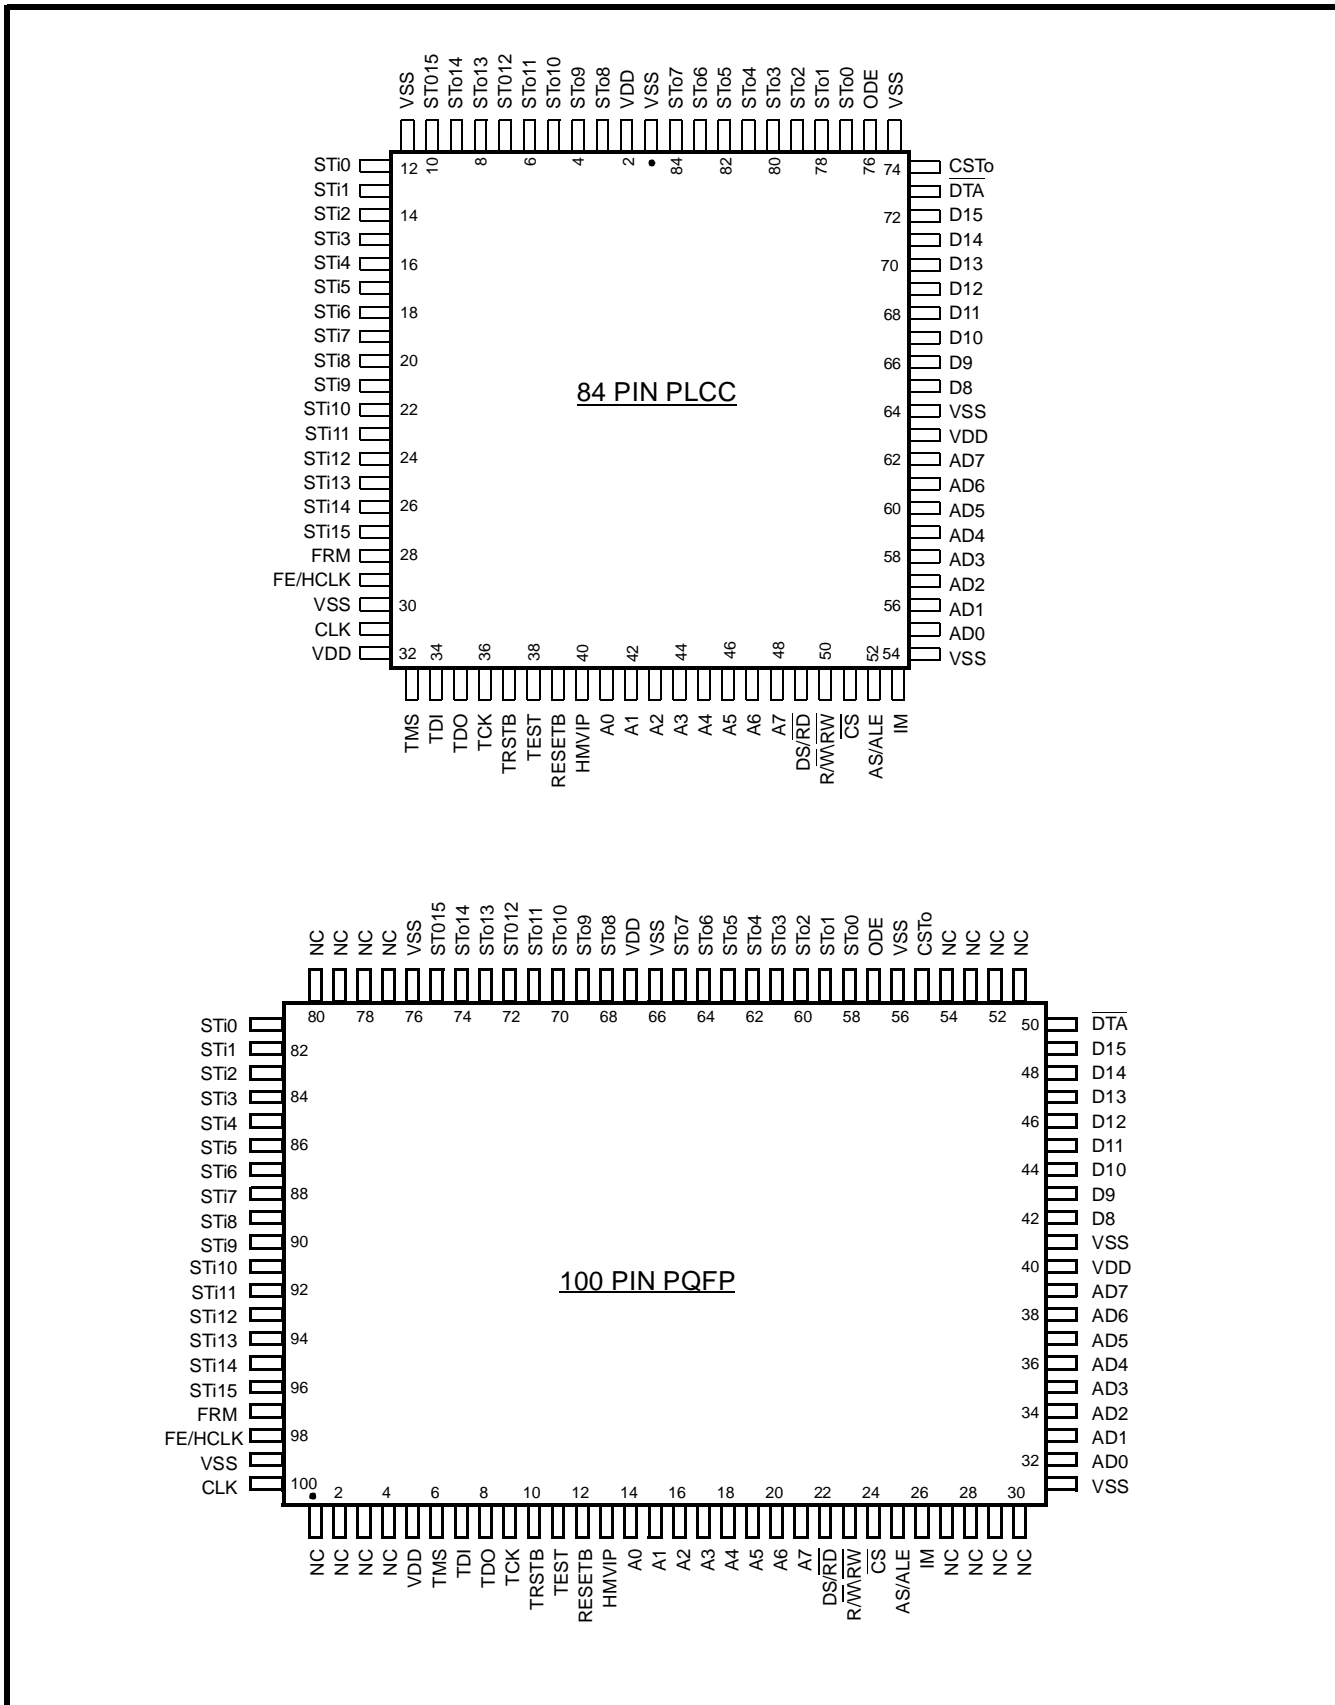 VSS ST015 STo14 STo13 ST012 STo11 STo10 STo9 STo8 VDD VSS STo7 STo6 STo5 STo4 STo3 STo2 STo1 STo0 ODE VSS
12 10 8 6 4 2 84 82 80 78 76 74
STi0 CSTo
STi1 DTA
STi2 14 72 D15
STi3 D14
STi4 16 70 D13
STi5 D12
STi6 18 68 D11
STi7 D10
STi8 20 66 D9
STi9 D8
84 PIN PLCC
STi10 22 64 VSS
STi11 VDD
STi12 24 62 AD7
STi13 AD6
STi14 26 60 AD5
STi15 AD4
FRM 28 58 AD3
FE/HCLK AD2
VSS 30 56 AD1
CLK AD0
VDD VSS
32 34 36 38 40 42 44 46 48 50 52 54
TMS TDI TDO TCK TRSTB TEST RESETB HMVIP A0 A1 A2 A3 A4 A5 A6 A7 DS/RD R/W\RW CS AS/ALE IM
NC NC NC NC VSS ST015 STo14 STo13 ST012 STo11 STo10 STo9 STo8 VDD VSS STo7 STo6 STo5 STo4 STo3 STo2 STo1 STo0 ODE VSS CSTo NC NC NC NC
80 78 76 74 72 70 68 66 64 62 60 58 56 54 52
STi0 50 DTA
STi1 82 D15
STi2 48 D14
STi3 84 D13
STi4 46 D12
STi5 86 D11
STi6 44 D10
STi7 88 D9
STi8 42 D8
STi9 90 VSS
STi10 40 VDD
100 PIN PQFP
STi11 92 AD7
STi12 38 AD6
STi13 94 AD5
STi14 36 AD4
STi15 96 AD3
FRM 34 AD2
FE/HCLK 98 AD1
VSS 32 AD0
CLK 100 VSS
2 4 6 8 10 12 14 16 18 20 22 24 26 28 30
NC NC NC NC VDD TMS TDI TDO TCK TRSTB TEST RESETB HMVIP A0 A1 A2 A3 A4 A5 A6 A7 DS/RD R/W\RW CS AS/ALE IM NC NC NC NC